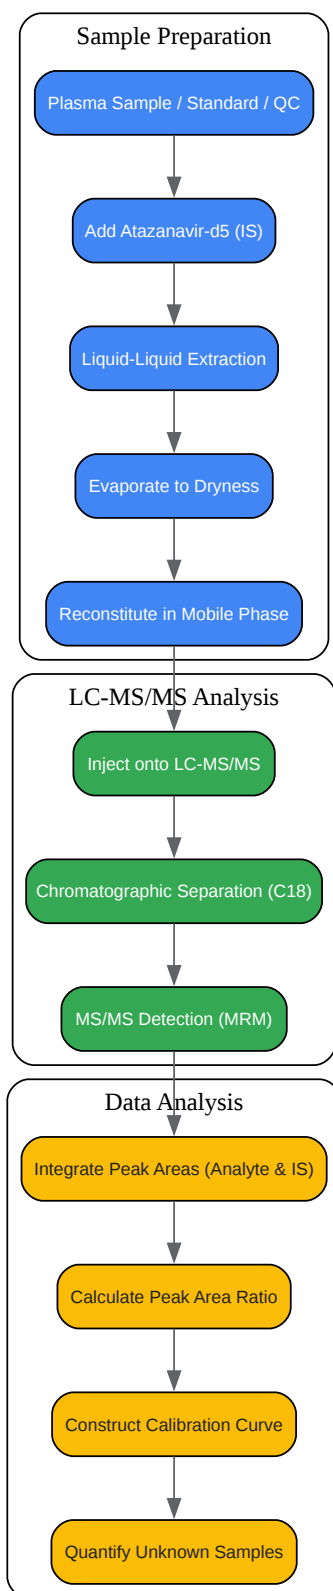 Sample Preparation
Plasma Sample / Standard / QC
Add Atazanavir-d5 (IS)
Liquid-Liquid Extraction
Evaporate to Dryness
Reconstitute in Mobile Phase
LC-MS/MS Analysis
Inject onto LC-MS/MS
Chromatographic Separation (C18)
MS/MS Detection (MRM)
Data Analysis
Integrate Peak Areas (Analyte & IS)
Calculate Peak Area Ratio
Construct Calibration Curve
Quantify Unknown Samples